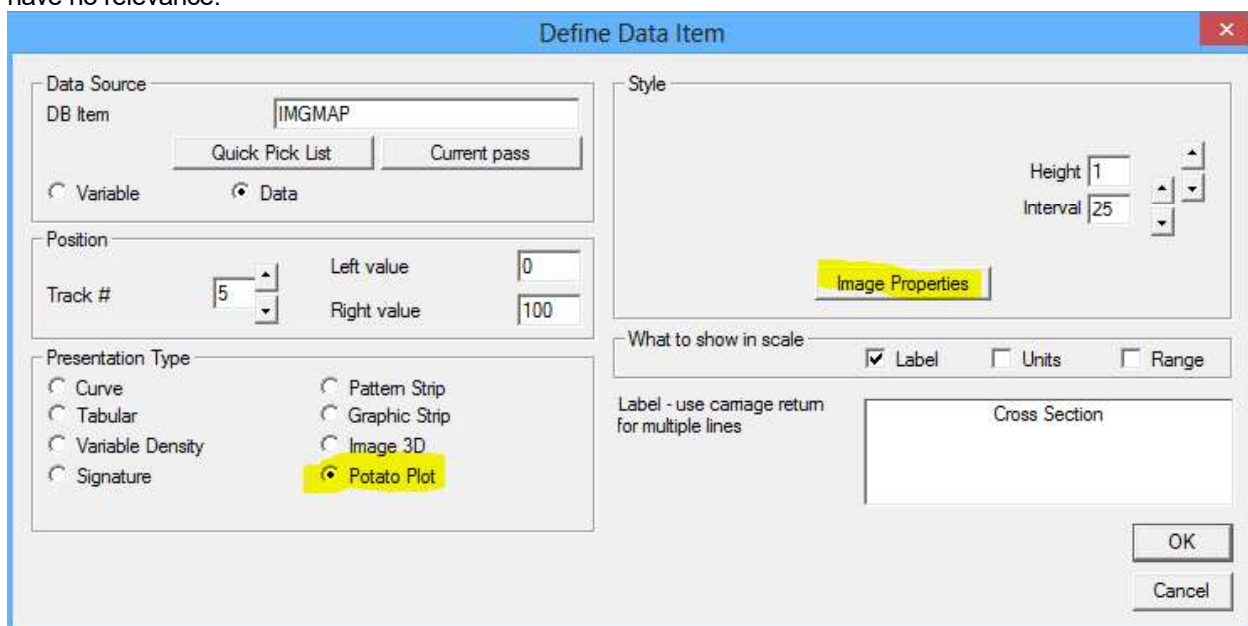 have no relevance.
Define Data Item
Data Source
DB Item IMGMAP
Quick Pick List Current pass
Variable Data
Position
Track # 5
Left value 0
Right value 100
Presentation Type
Curve Pattern Strip
Tabular Graphic Strip
Variable Density Image 3D
Signature Potato Plot
Style
Height 1
Interval 25
Image Properties
What to show in scale
Label Units Range
Label - use carriage return
for multiple lines
Cross Section
OK
Cancel